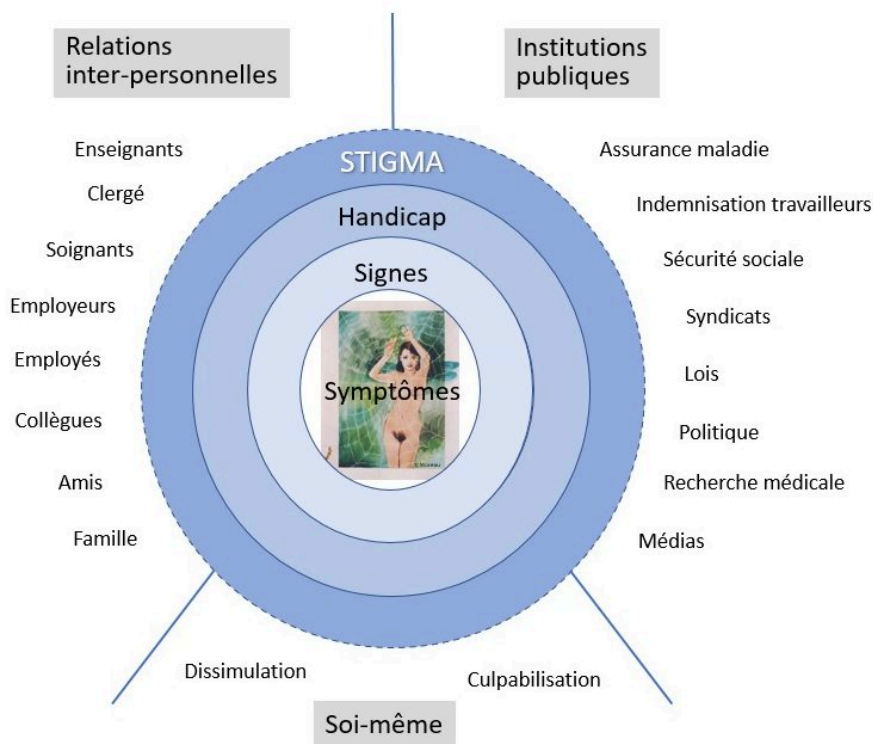 Relations
inter-personnelles
Institutions
publiques
Enseignants
Clergé
Soignants
Employeurs
Employés
Collègues
Amis
Famille
STIGMA
Handicap
Signes
Symptômes
Assurance maladie
Indemnisation travailleurs
Sécurité sociale
Syndicats
Lois
Politique
Recherche médicale
Médias
Dissimulation
Culpabilisation
Soi-même